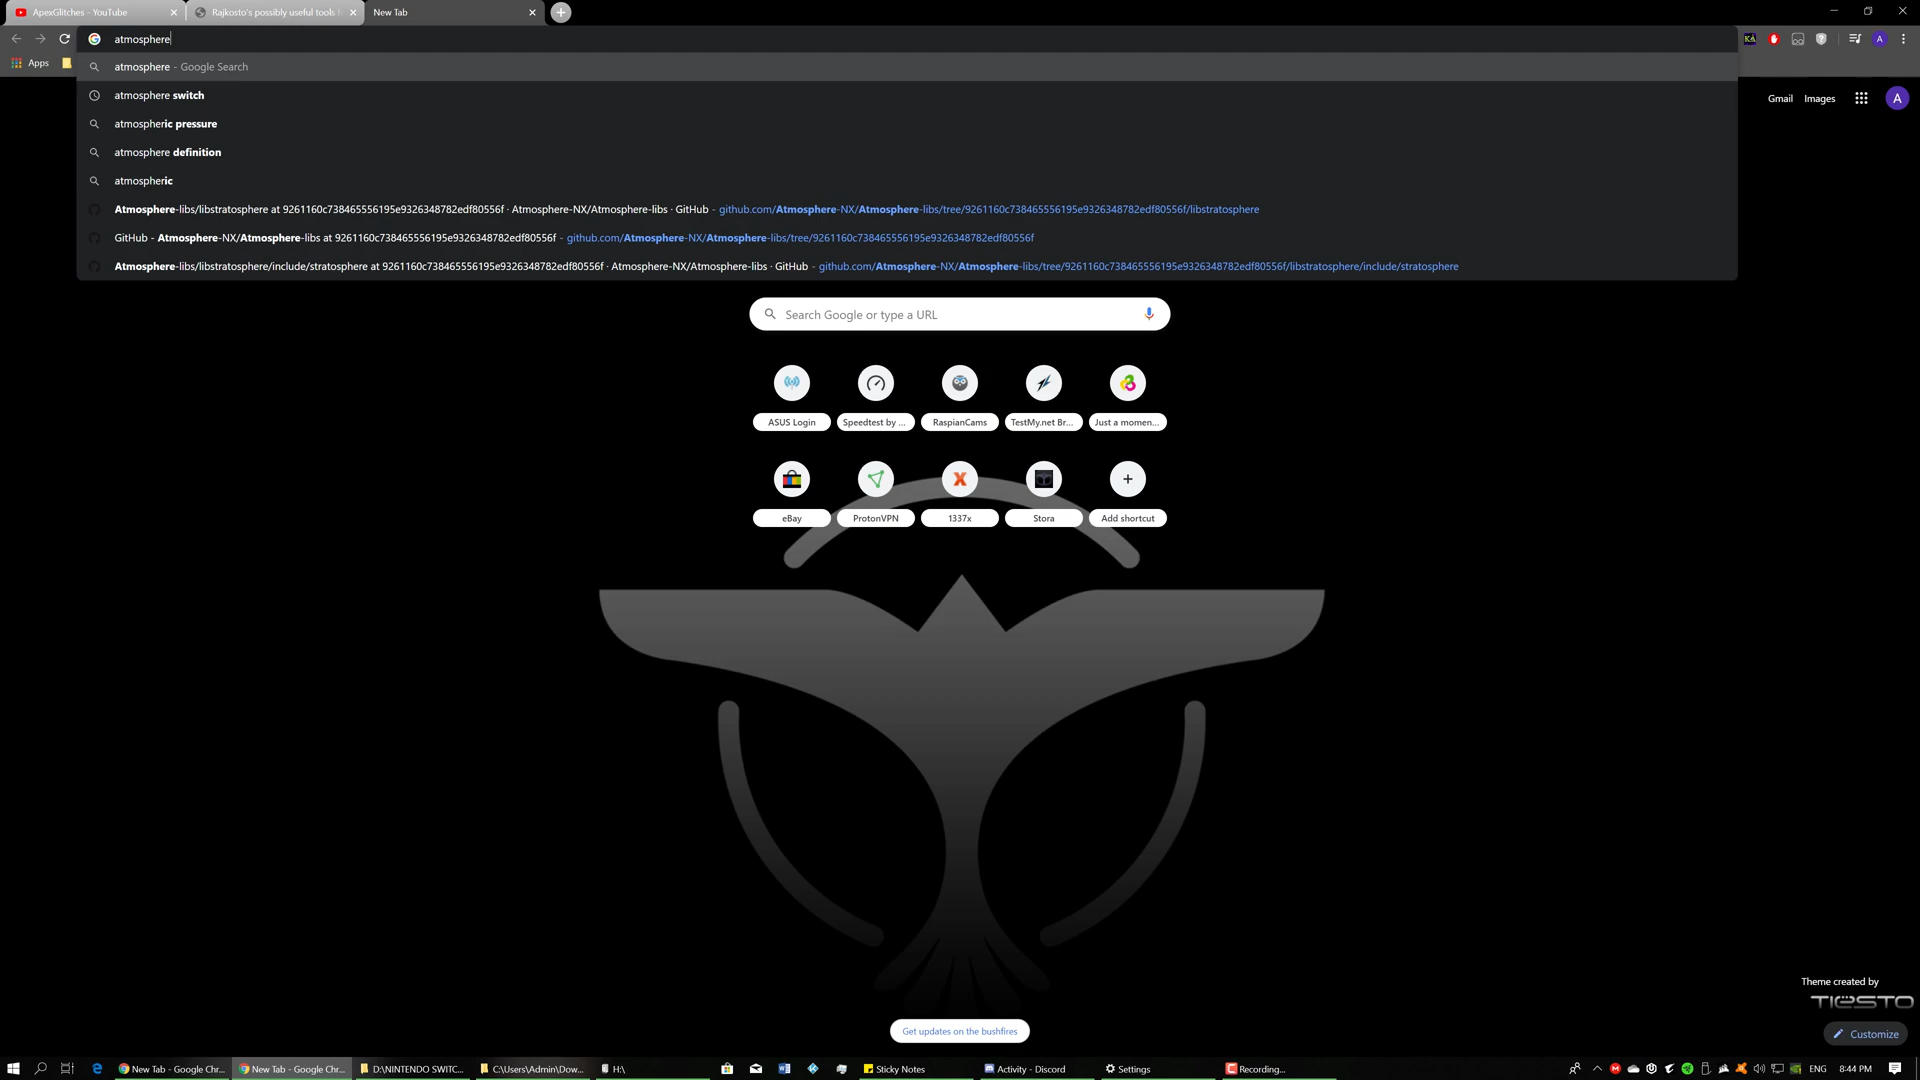 ApexGlitches - YouTube
Rajkosto's possibly useful tools f
New Tab
atmosphere
Apps
atmosphere - Google Search
atmosphere switch
atmospheric pressure
atmosphere definition
atmospheric
Atmosphere-libs/libstratosphere at 9261160c738465556195e9326348782edf80556f · Atmosphere-NX/Atmosphere-libs · GitHub - github.com/Atmosphere-NX/Atmosphere-libs/tree/9261160c738465556195e9326348782edf80556f/libstratosphere
GitHub - Atmosphere-NX/Atmosphere-libs at 9261160c738465556195e9326348782edf80556f - github.com/Atmosphere-NX/Atmosphere-libs/tree/9261160c738465556195e9326348782edf80556f
Atmosphere-libs/libstratosphere/include/stratosphere at 9261160c738465556195e9326348782edf80556f · Atmosphere-NX/Atmosphere-libs · GitHub - github.com/Atmosphere-NX/Atmosphere-libs/tree/9261160c738465556195e9326348782edf80556f/libstratosphere/include/stratosphere
Gmail Images A
Search Google or type a URL
ASUS Login Speedtest by ... RaspianCams TestMy.net Br... Just a momen...
eBay ProtonVPN 1337x Stora Add shortcut
Theme created by
TIËSTO
Get updates on the bushfires
Customize
New Tab - Google Chr... New Tab - Google Chr... D:\NINTENDO SWITC... C:\Users\Admin\Dow... H:\ Sticky Notes Activity - Discord Settings Recording... ENG 8:44 PM